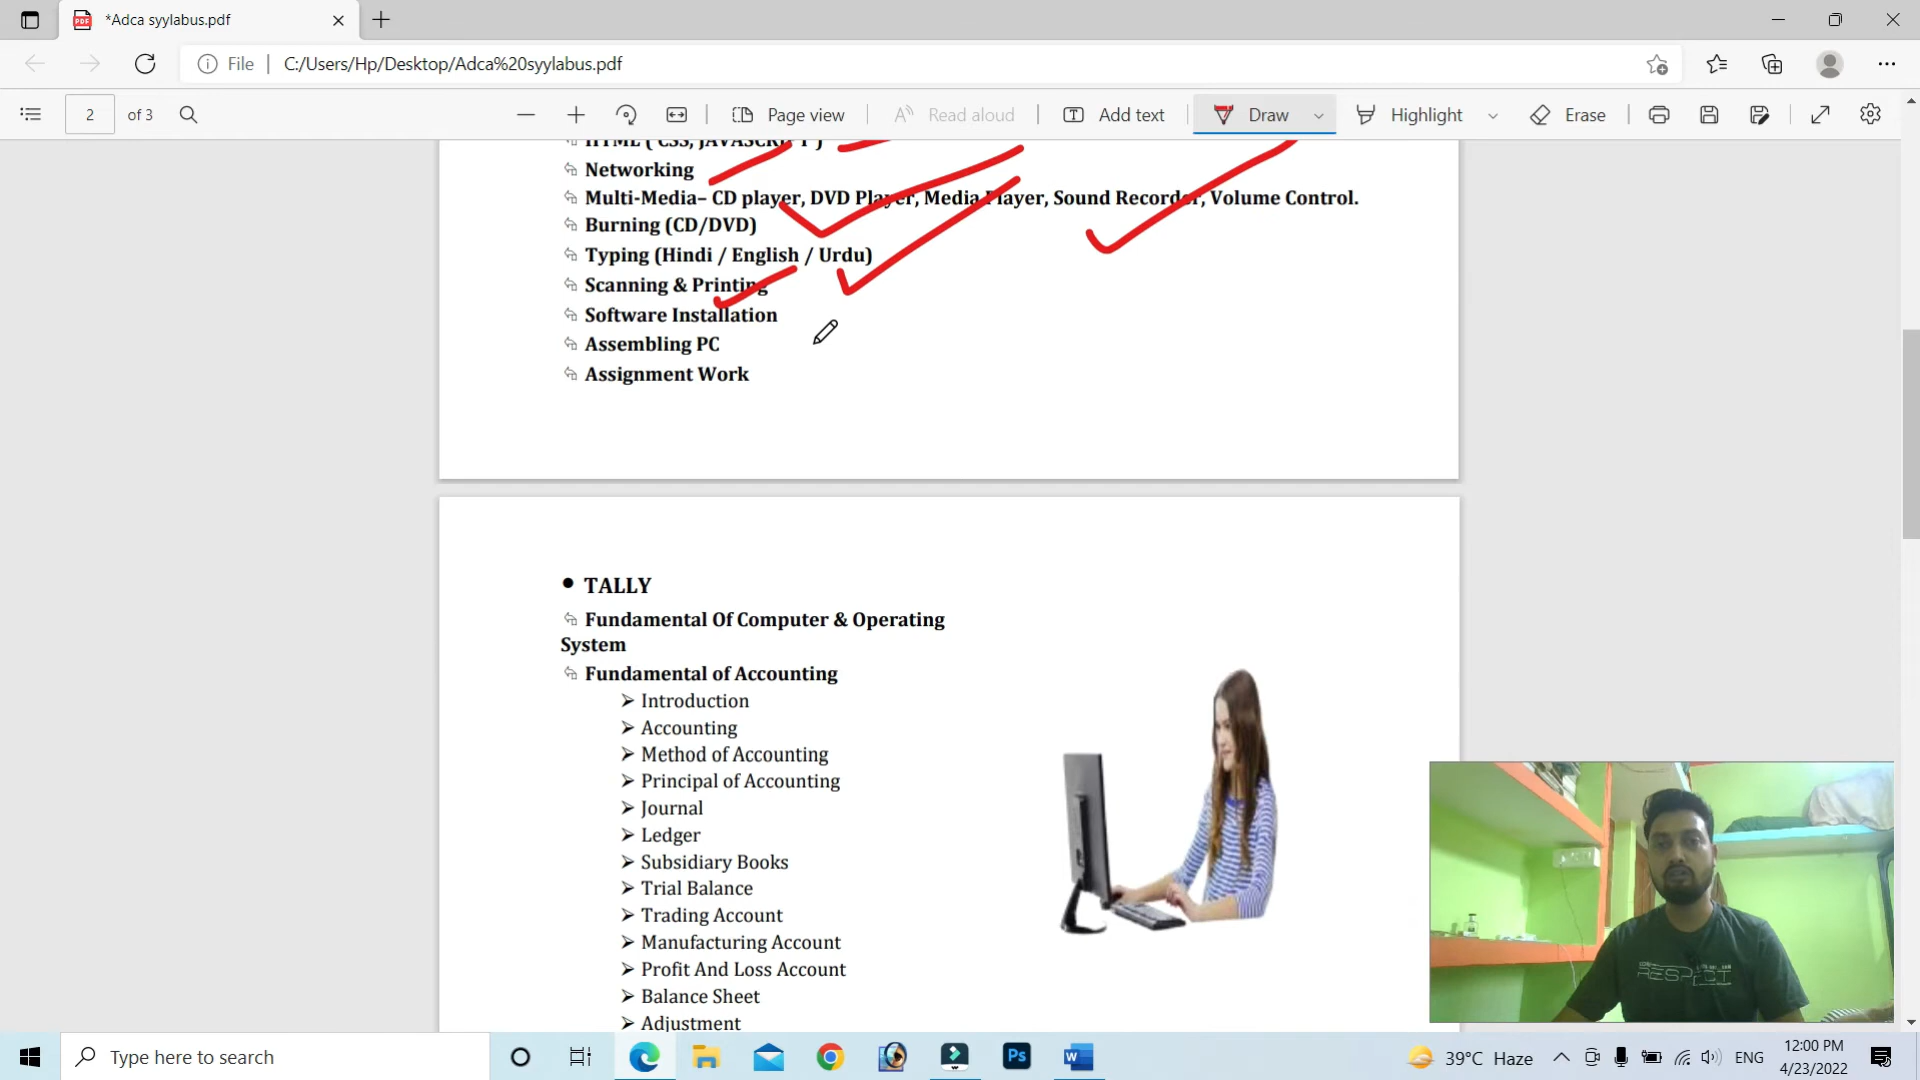 *Adca syylabus.pdf
File
C:/Users/Hp/Desktop/Adca%20syylabus.pdf
2 of 3
Page view
Read aloud
Add text
Draw
Highlight
Erase
HTML ( CSS, JAVASCRIPT )
Networking
Multi-Media– CD player, DVD Player, Media Player, Sound Recorder, Volume Control.
Burning (CD/DVD)
Typing (Hindi / English / Urdu)
Scanning & Printing
Software Installation
Assembling PC
Assignment Work
• TALLY
Fundamental Of Computer & Operating
System
Fundamental of Accounting
➢ Introduction
➢ Accounting
➢ Method of Accounting
➢ Principal of Accounting
➢ Journal
➢ Ledger
➢ Subsidiary Books
➢ Trial Balance
➢ Trading Account
➢ Manufacturing Account
➢ Profit And Loss Account
➢ Balance Sheet
➢ Adjustment
RESPECT
Type here to search
Ps
39°C Haze
ENG
12:00 PM
4/23/2022